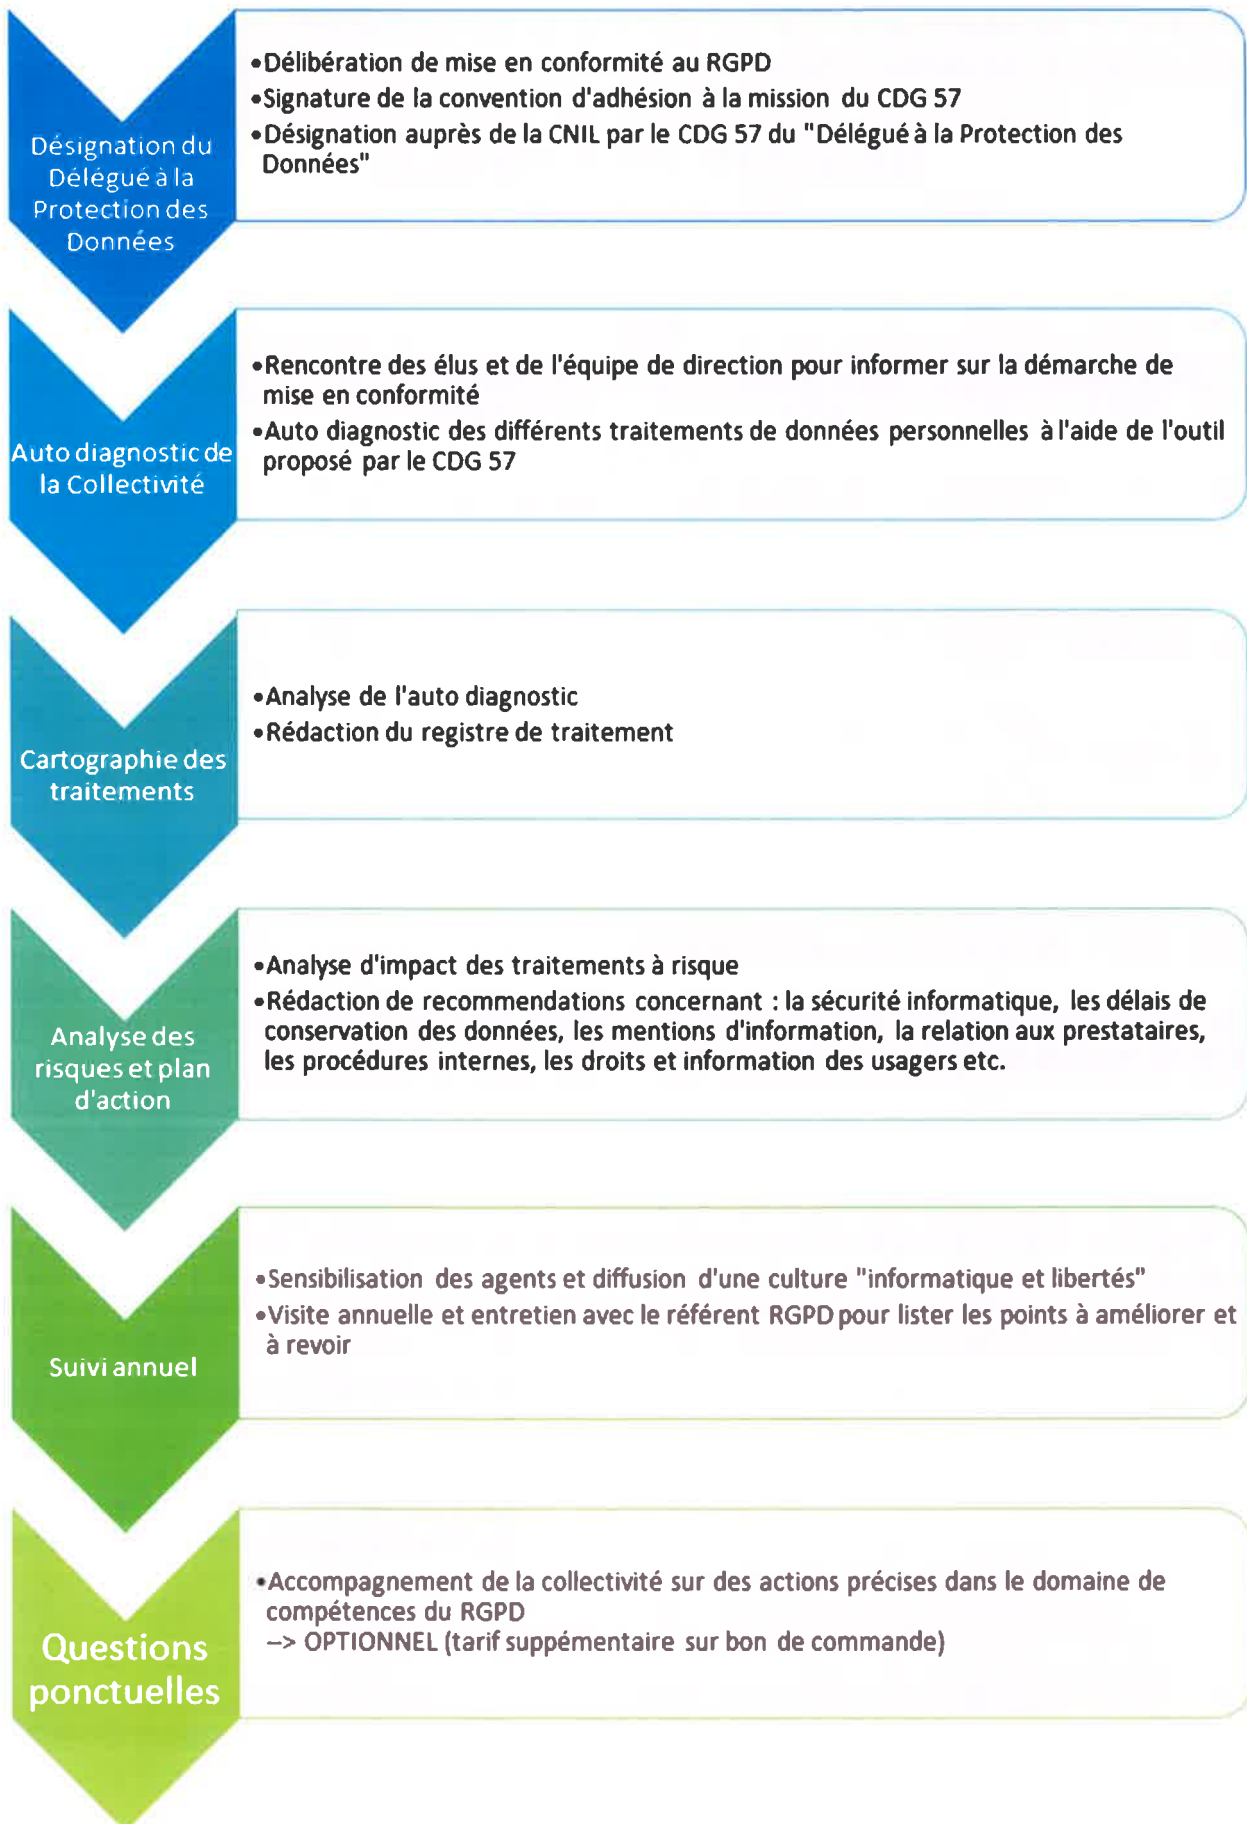 Désignation du
Délégué à la
Protection des
Données
•Délibération de mise en conformité au RGPD
•Signature de la convention d'adhésion à la mission du CDG 57
•Désignation auprès de la CNIL par le CDG 57 du "Délégué à la Protection des
Données"
Auto diagnostic de
la Collectivité
•Rencontre des élus et de l'équipe de direction pour informer sur la démarche de
mise en conformité
•Auto diagnostic des différents traitements de données personnelles à l'aide de l'outil
proposé par le CDG 57
Cartographie des
traitements
•Analyse de l'auto diagnostic
•Rédaction du registre de traitement
Analyse des
risques et plan
d'action
•Analyse d'impact des traitements à risque
•Rédaction de recommendations concernant : la sécurité informatique, les délais de
conservation des données, les mentions d'information, la relation aux prestataires,
les procédures internes, les droits et information des usagers etc.
Suivi annuel
•Sensibilisation des agents et diffusion d'une culture "informatique et libertés"
•Visite annuelle et entretien avec le référent RGPD pour lister les points à améliorer et
à revoir
Questions
ponctuelles
•Accompagnement de la collectivité sur des actions précises dans le domaine de
compétences du RGPD
–> OPTIONNEL (tarif suppémentaire sur bon de commande)